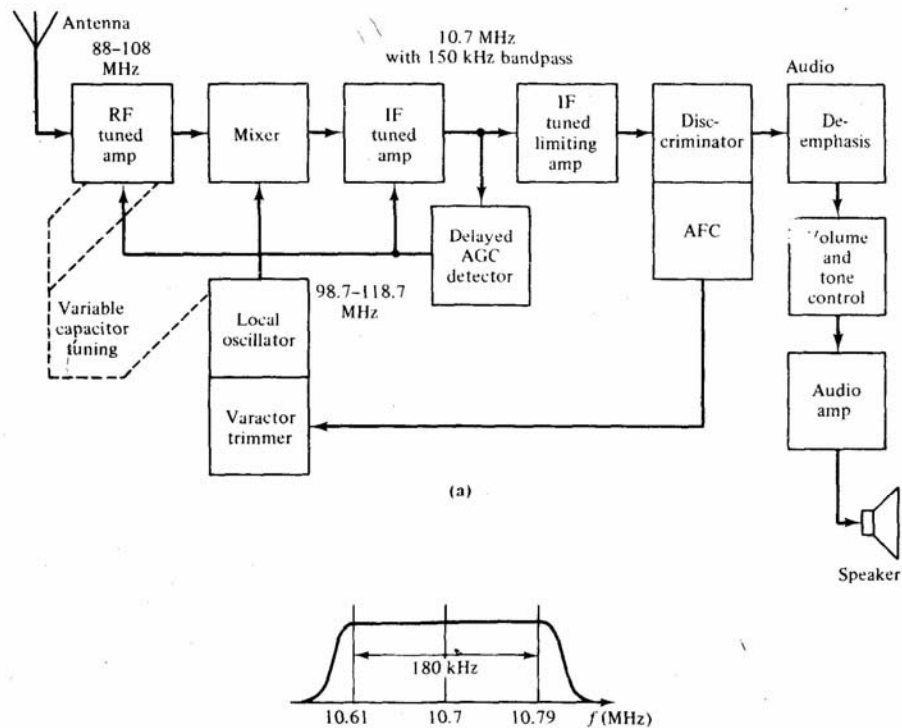 Antenna
88–108
MHz
10.7 MHz
with 150 kHz bandpass
Audio
RF
tuned
amp
Mixer
IF
tuned
amp
IF
tuned
limiting
amp
Disc-
criminator
De-
emphasis
AFC
Delayed
AGC
detector
Volume
and
tone
control
98.7–118.7
MHz
Variable
capacitor
tuning
Local
oscillator
Varactor
trimmer
Audio
amp
(a)
Speaker
180 kHz
10.61 10.7 10.79 f(MHz)